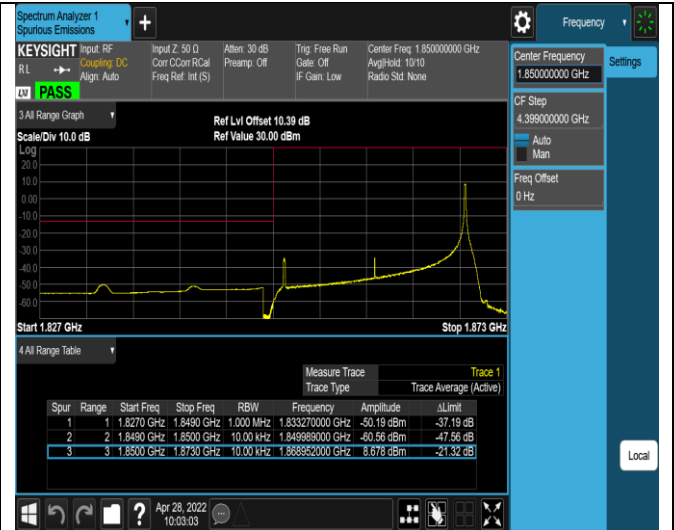 Spectrum Analyzer 1
Spurious Emissions
+
Frequency
KEYSIGHT
Input: RF
Coupling: DC
Align: Auto
Input Z: 50 Ω
Corr CCorr RCal
Freq Ref: Int (S)
Atten: 30 dB
Preamp: Off
Trig: Free Run
Gate: Off
IF Gain: Low
Center Freq: 1.850000000 GHz
Avg|Hold: 10/10
Radio Std: None
RL
LXI
PASS
Center Frequency
1.850000000 GHz
Settings
CF Step
4.399000000 GHz
Auto
Man
Freq Offset
0 Hz
3 All Range Graph
Scale/Div 10.0 dB
Ref Lvl Offset 10.39 dB
Ref Value 30.00 dBm
Log
20.0
10.0
0.00
-10.0
-20.0
-30.0
-40.0
-50.0
-60.0
Start 1.827 GHz
Stop 1.873 GHz
4 All Range Table
Measure Trace Trace 1
Trace Type Trace Average (Active)
Spur Range Start Freq Stop Freq RBW Frequency Amplitude ΔLimit
1 1 1.8270 GHz 1.8490 GHz 1.000 MHz 1.833270000 GHz -50.19 dBm -37.19 dB
2 2 1.8490 GHz 1.8500 GHz 10.00 kHz 1.849989000 GHz -60.56 dBm -47.56 dB
3 3 1.8500 GHz 1.8730 GHz 10.00 kHz 1.868952000 GHz 8.678 dBm -21.32 dB
Local
?
Apr 28, 2022
10:03:03